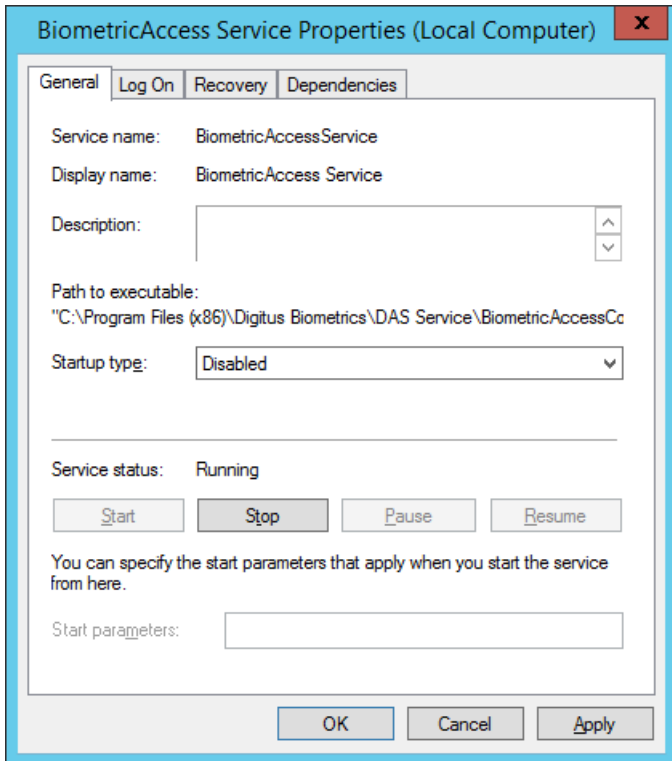 BiometricAccess Service Properties (Local Computer)
x
General Log On Recovery Dependencies
Service name: BiometricAccessService
Display name: BiometricAccess Service
Description:
Path to executable:
"C:\Program Files (x86)\Digitus Biometrics\DAS Service\BiometricAccessCo
Startup type: Disabled
Service status: Running
Start Stop Pause Resume
You can specify the start parameters that apply when you start the service
from here.
Start parameters:
OK Cancel Apply